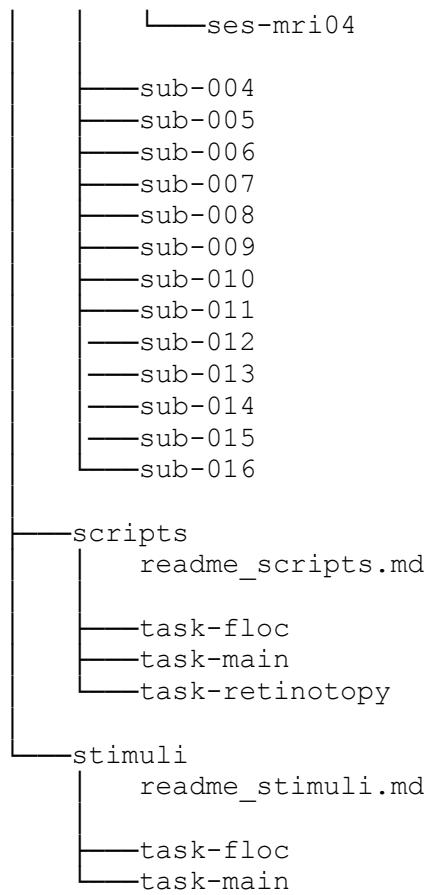 ses-mri04
sub-004
sub-005
sub-006
sub-007
sub-008
sub-009
sub-010
sub-011
sub-012
sub-013
sub-014
sub-015
sub-016
scripts
readme_scripts.md
task-floc
task-main
task-retinotopy
stimuli
readme_stimuli.md
task-floc
task-main